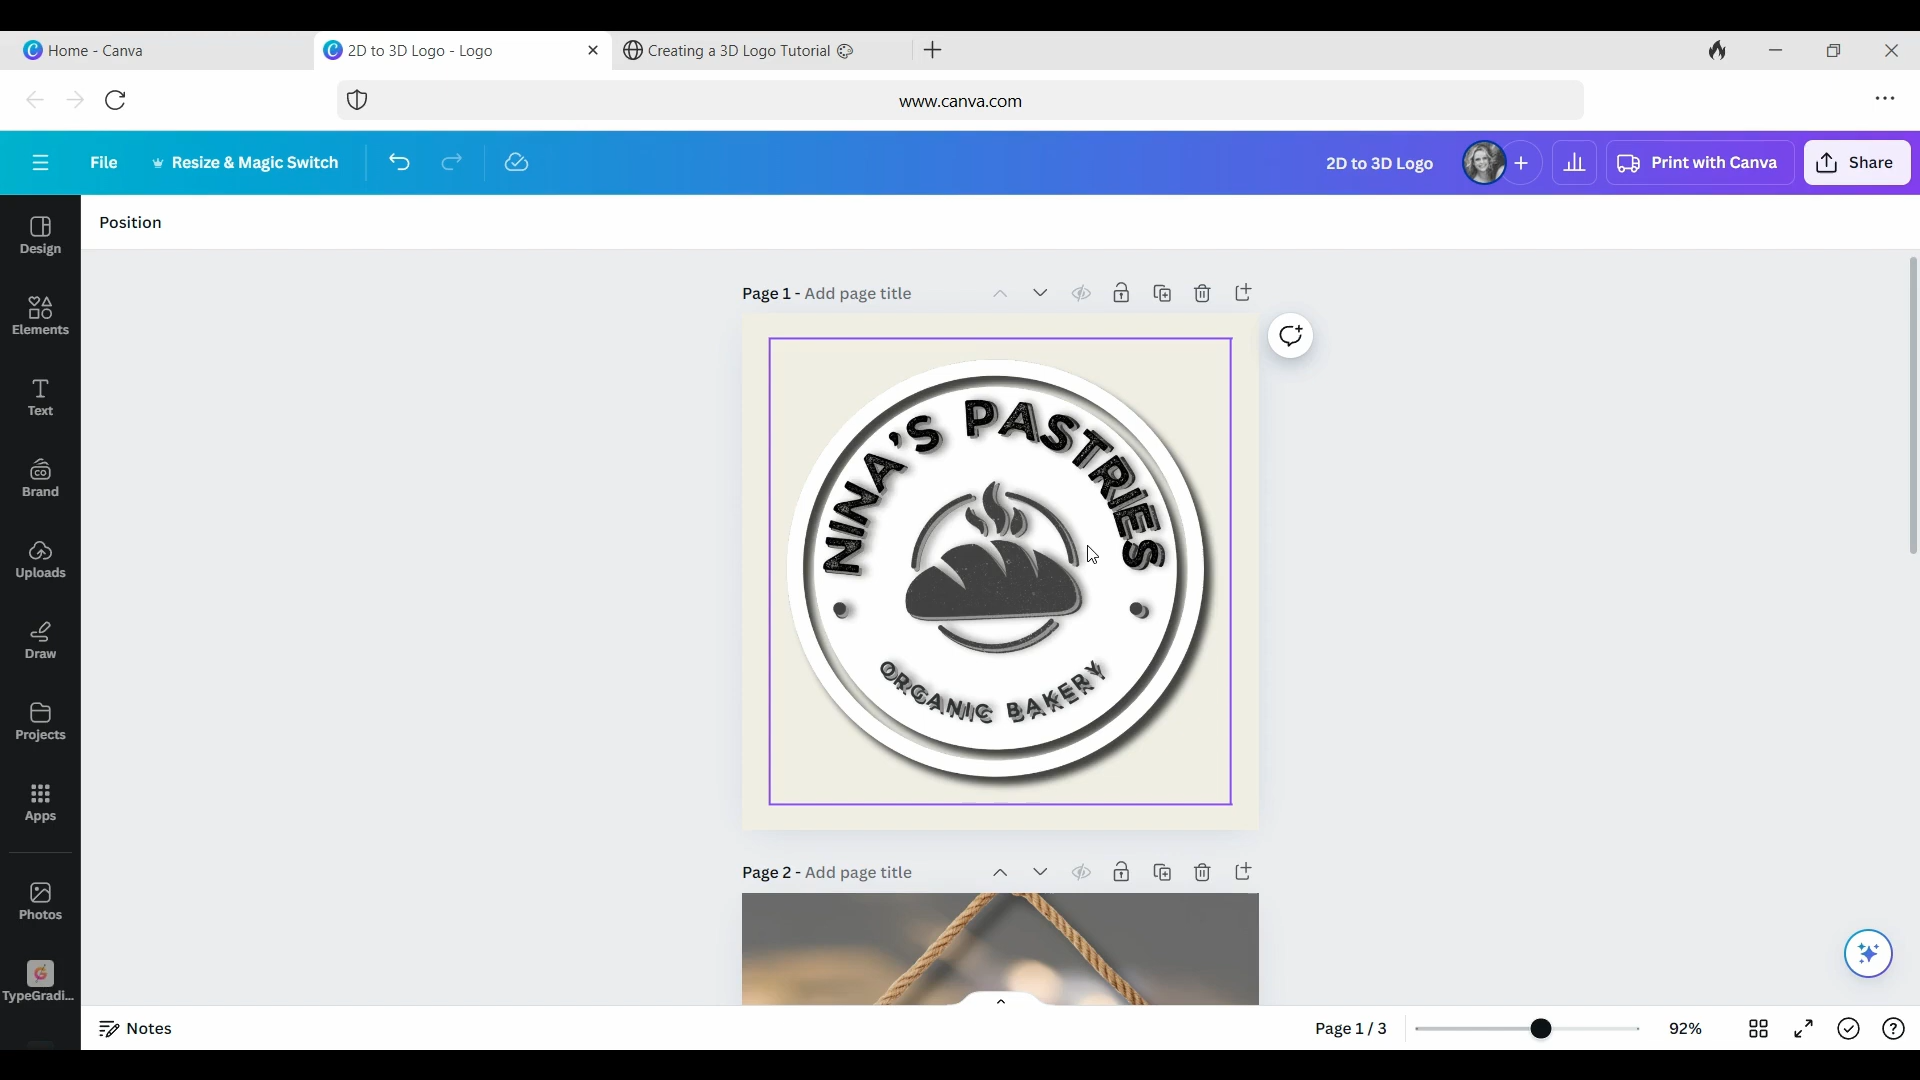 Home - Canva
2D to 3D Logo - Logo
Creating a 3D Logo Tutorial
www.canva.com
File
Resize & Magic Switch
2D to 3D Logo
Print with Canva
Share
Position
Design
Elements
Text
Brand
Uploads
Draw
Projects
Apps
Photos
TypeGradi...
Page 1 - Add page title
NINA'S PASTRIES
ORGANIC BAKERY
Page 2 - Add page title
Notes
Page 1 / 3
92%